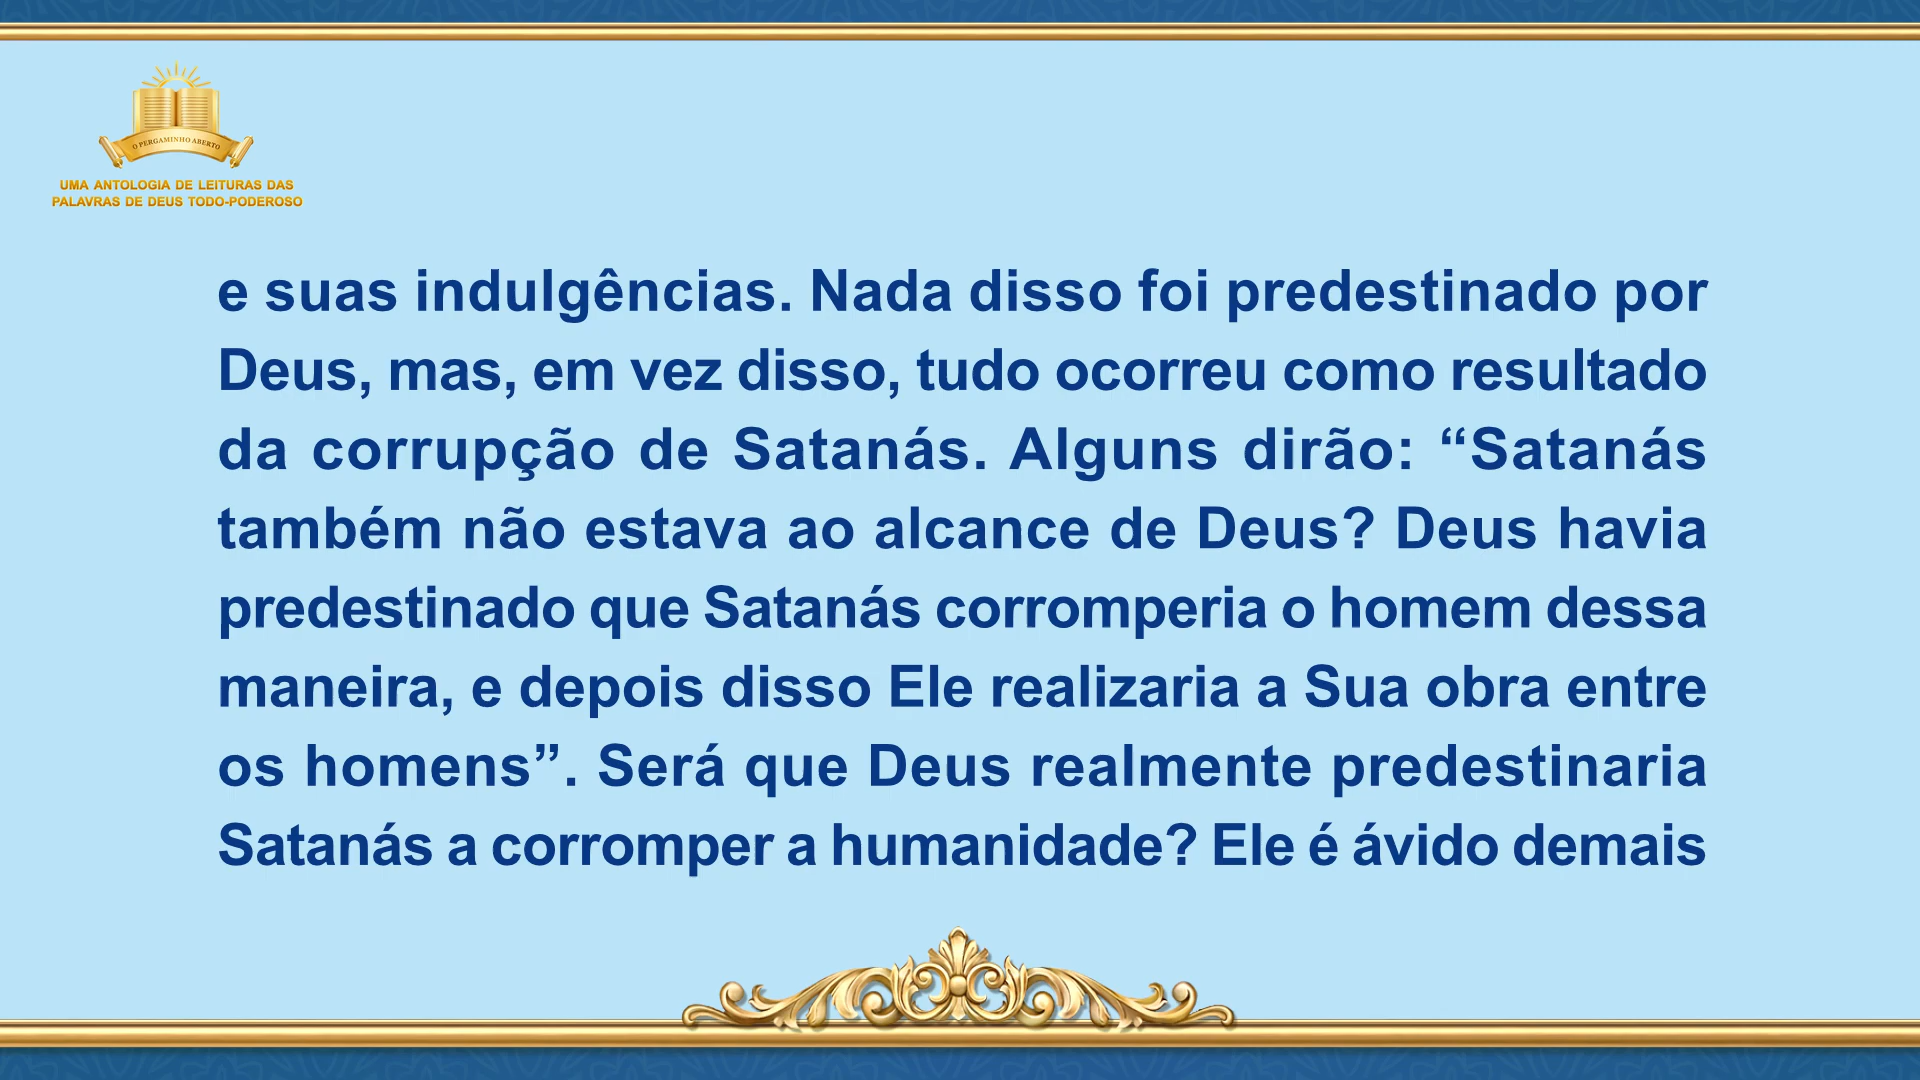 O PERGAMINHO ABERTO
UMA ANTOLOGIA DE LEITURAS DAS
PALAVRAS DE DEUS TODO-PODEROSO
e suas indulgências. Nada disso foi predestinado por
Deus, mas, em vez disso, tudo ocorreu como resultado
da corrupção de Satanás. Alguns dirão: “Satanás
também não estava ao alcance de Deus? Deus havia
predestinado que Satanás corromperia o homem dessa
maneira, e depois disso Ele realizaria a Sua obra entre
os homens”. Será que Deus realmente predestinaria
Satanás a corromper a humanidade? Ele é ávido demais